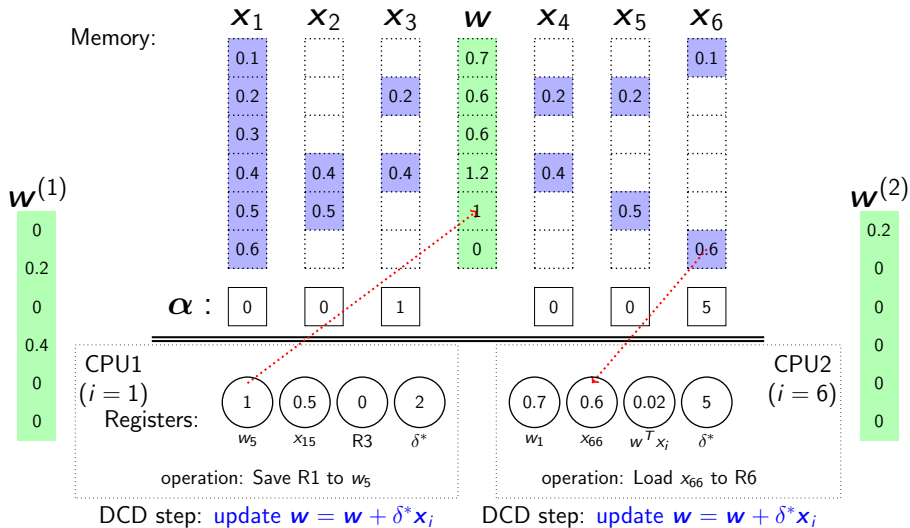 x1 x2 x3 w x4 x5 x6
Memory:
0.1 0.7 0.1
0.2 0.2 0.6 0.2 0.2
0.3 0.6
0.4 0.4 0.4 1.2 0.4
0.5 0.5 1 0.5
0.6 0 0.6
w(1)
0
0.2
0
0.4
0
0
w(2)
0.2
0
0
0
0
0
α : 0 0 1 0 0 5
CPU1
(i = 1)
Registers: 1 0.5 0 2
w5 x15 R3 δ*
operation: Save R1 to w5
DCD step: update w = w + δ*xi
CPU2
(i = 6)
0.7 0.6 0.02 5
w1 x66 wT xi δ*
operation: Load x66 to R6
DCD step: update w = w + δ*xi